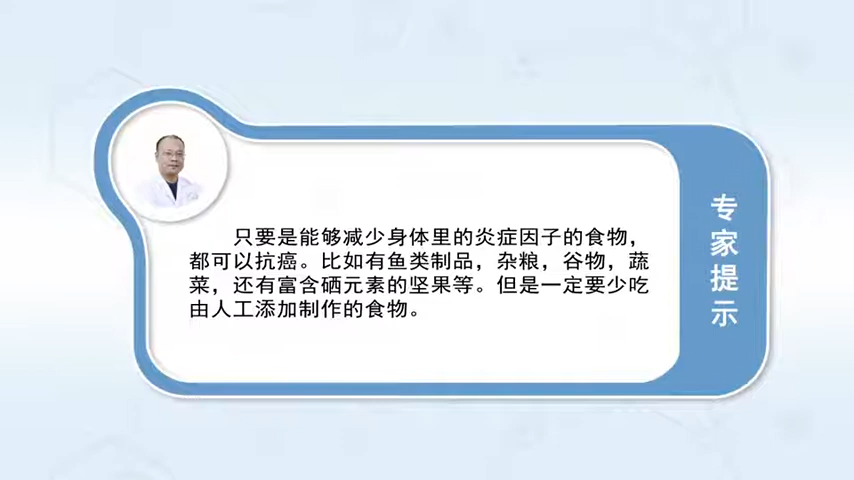 只要是能够减少身体里的炎症因子的食物，
都可以抗癌。比如有鱼类制品，杂粮，谷物，蔬
菜，还有富含硒元素的坚果等。但是一定要少吃
由人工添加制作的食物。
专家提示